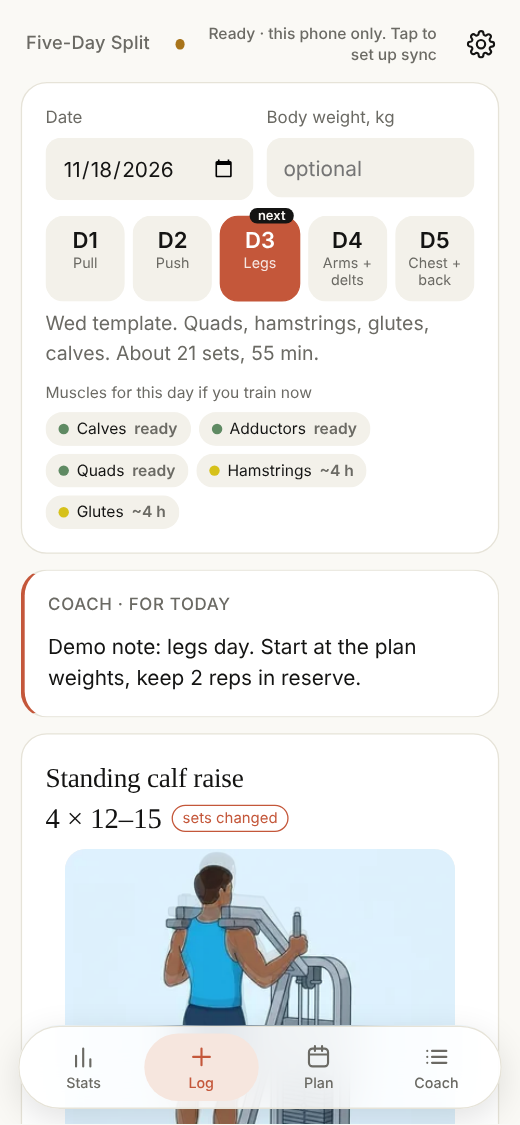 Five-Day Split
Ready · this phone only. Tap to
set up sync
Date
Body weight, kg
11/18/2026
optional
next
D1
Pull
D2
Push
D3
Legs
D4
Arms +
delts
D5
Chest +
back
Wed template. Quads, hamstrings, glutes,
calves. About 21 sets, 55 min.
Muscles for this day if you train now
Calves ready
Adductors ready
Quads ready
Hamstrings ~4 h
Glutes ~4 h
COACH · FOR TODAY
Demo note: legs day. Start at the plan
weights, keep 2 reps in reserve.
Standing calf raise
4 × 12–15 sets changed
Stats
Log
Plan
Coach